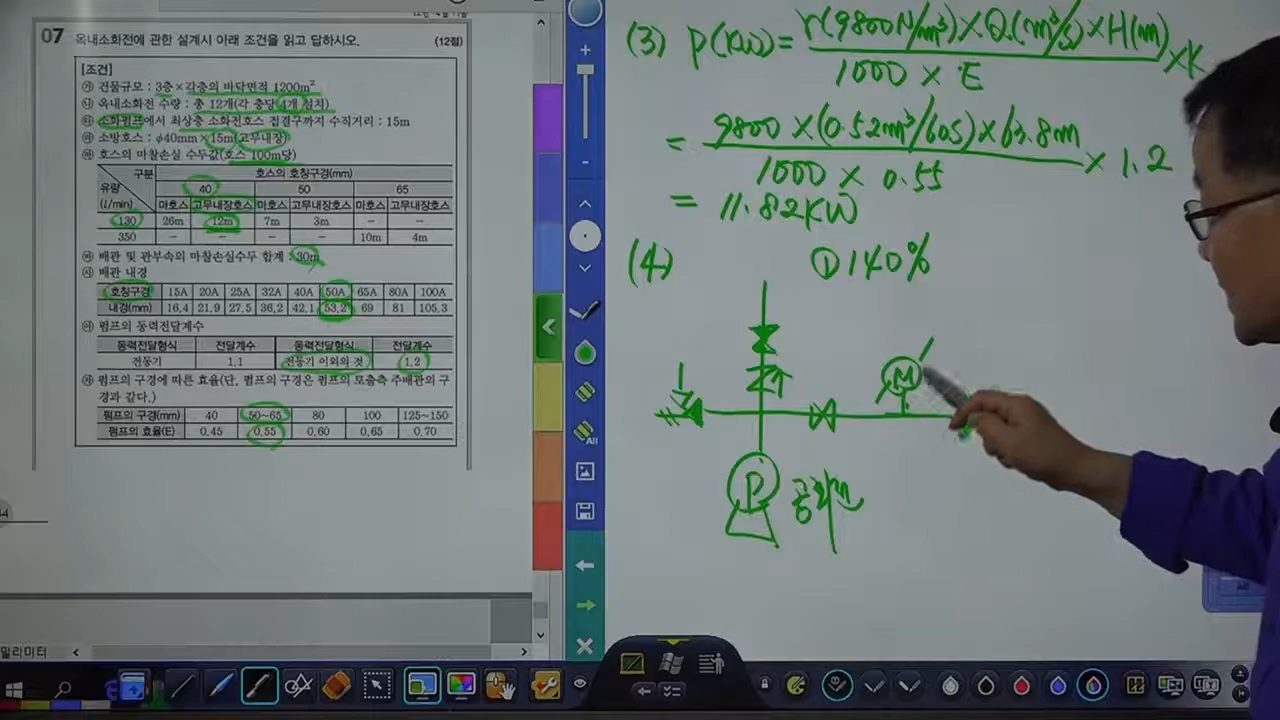 07 옥내소화전에 관한 설계시 아래 조건을 읽고 답하시오. (12점)
[조건]
㉮ 건물규모 : 3층×각층의 바닥면적 1200m²
㉯ 옥내소화전 수량 : 총 12개(각 층당 4개 설치)
㉰ 소화펌프에서 최상층 소화전호스 접결구까지 수직거리 : 15m
㉱ 소방호스 : φ40mm×15m(고무내장)
㉲ 호스의 마찰손실 수두값(호스 100m당)
구분 호스의 호칭구경(mm)
유량 (l/min) 40 50 65
마호스 고무내장호스 마호스 고무내장호스 마호스 고무내장호스
130 26m 12m 7m 3m - -
350 - - - - 10m 4m
㉳ 배관 및 관부속의 마찰손실수두 합계 : 30m
㉴ 배관 내경
호칭구경 15A 20A 25A 32A 40A 50A 65A 80A 100A
내경(mm) 16.4 21.9 27.5 36.2 42.1 53.2 69 81 105.3
㉵ 펌프의 동력전달계수
동력전달형식 전달계수 동력전달형식 전달계수
전동기 1.1 전동기 이외의 것 1.2
㉶ 펌프의 구경에 따른 효율(단, 펌프의 구경은 펌프의 토출측 주배관의 구
경과 같다.)
펌프의 구경(mm) 40 50~65 80 100 125~150
펌프의 효율(E) 0.45 0.55 0.60 0.65 0.70
밀리미터
(3) P(KW) = r(9800N/m³)×Q(m³/s)×H(m) / 1000 × E ×K
= 9800 ×(0.52m³/60S)×63.8m / 1000 × 0.55 × 1.2
= 11.82KW
(4) ① 140%
M
P
All